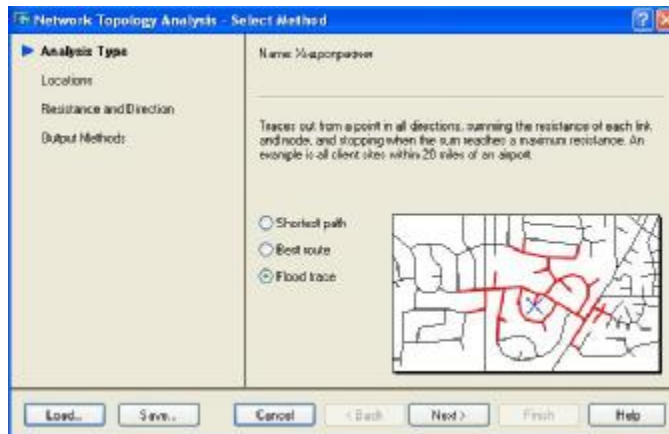 Network Topology Analysis - Select Method
Analysis Type
Locations
Resistance and Direction
Output Methods
Name:
Traces out from a point in all directions, summing the resistance of each link
and node, and stopping when the sum reaches a maximum resistance. An
example is all client sites within 20 miles of an airport.
Shortest path
Best route
Flood trace
Load...
Save...
Cancel
< Back
Next >
Finish
Help